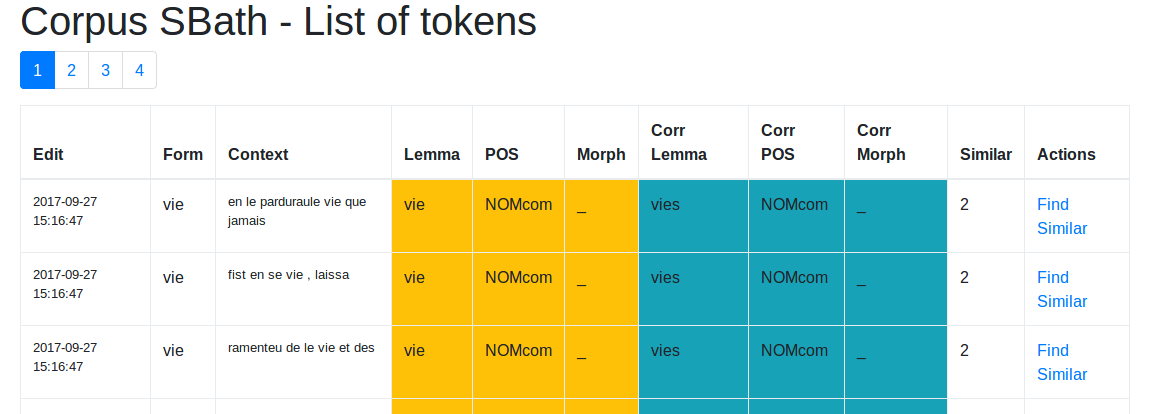 Corpus SBath - List of tokens
1 2 3 4
Edit Form Context Lemma POS Morph Corr Lemma Corr POS Corr Morph Similar Actions
2017-09-27 15:16:47 vie en le parduraule vie que jamais vie NOMcom _ vies NOMcom _ 2 Find Similar
2017-09-27 15:16:47 vie fist en se vie , laissa vie NOMcom _ vies NOMcom _ 2 Find Similar
2017-09-27 15:16:47 vie ramenteu de le vie et des vie NOMcom _ vies NOMcom _ 2 Find Similar